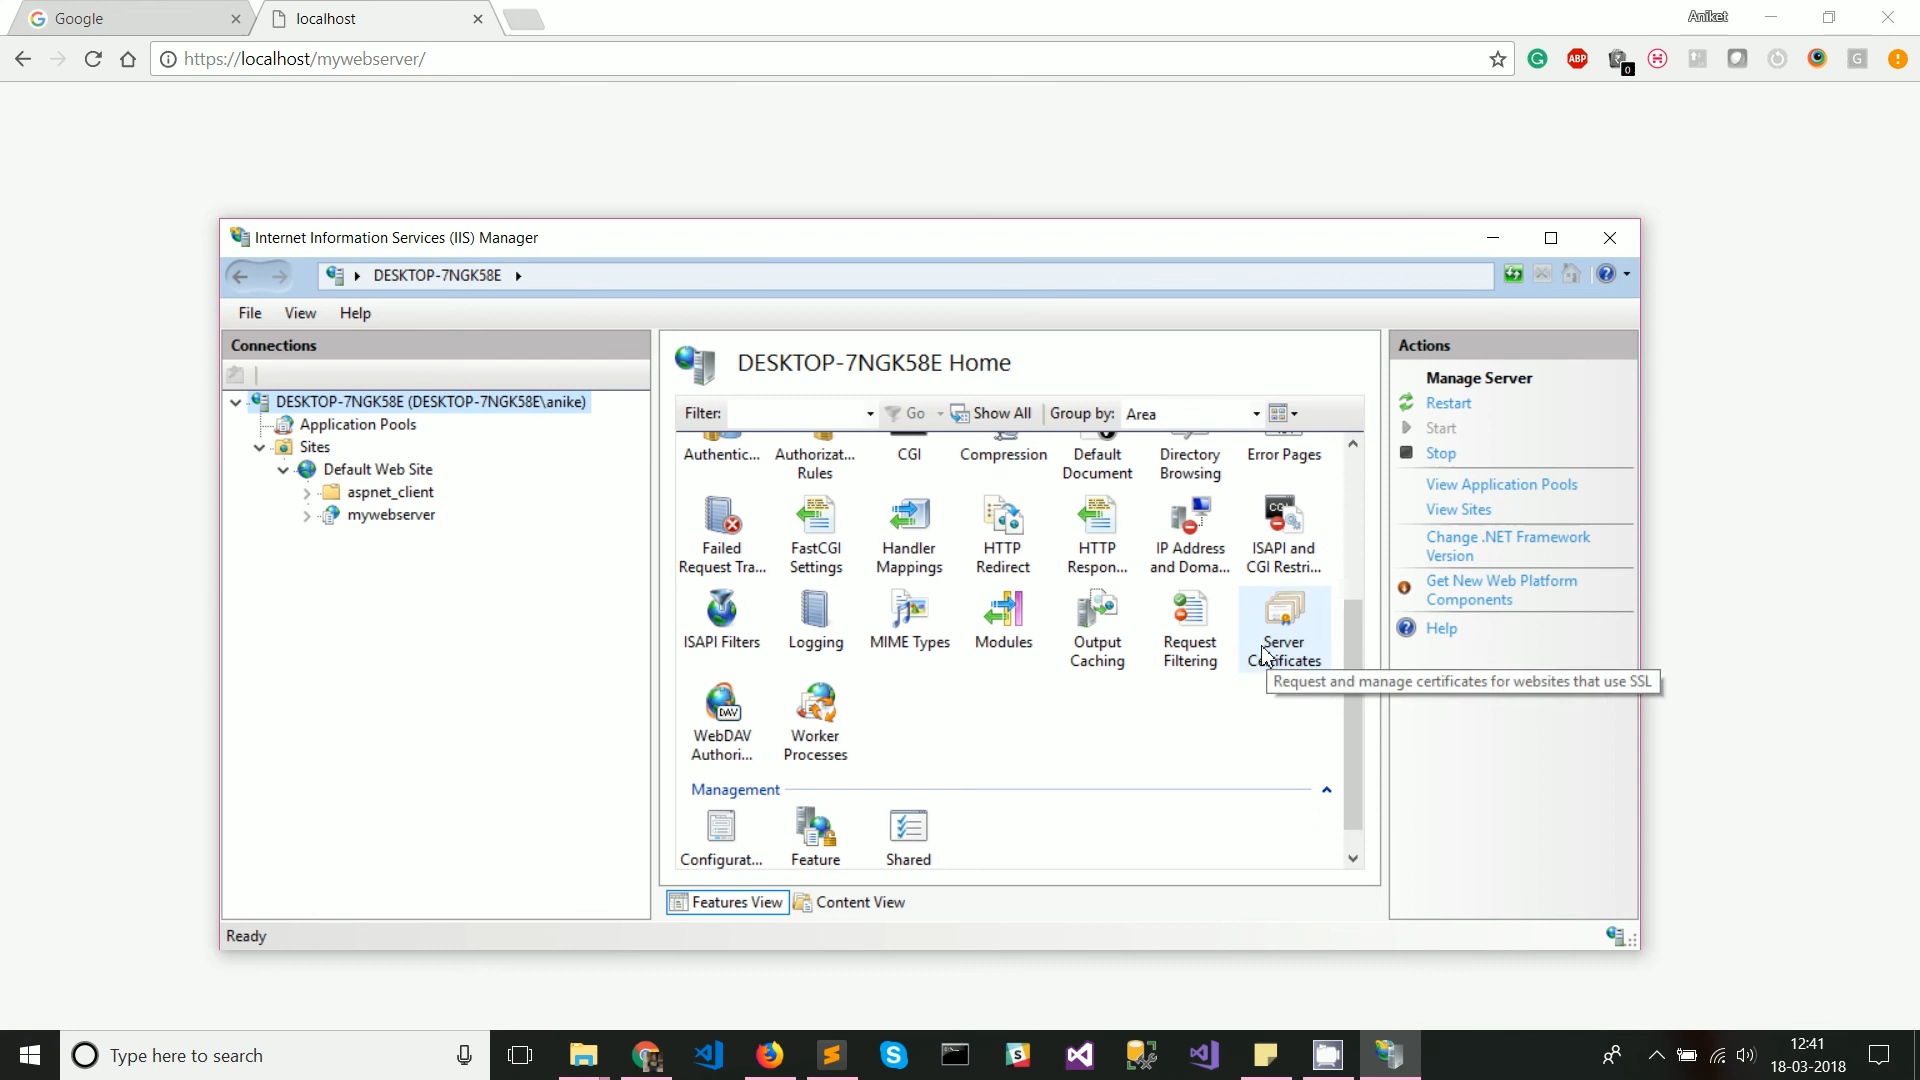 Google
localhost
Aniket
https://localhost/mywebserver/
ABP
0
G
Internet Information Services (IIS) Manager
DESKTOP-7NGK58E
File View Help
Connections
DESKTOP-7NGK58E (DESKTOP-7NGK58E\anike)
Application Pools
Sites
Default Web Site
aspnet_client
mywebserver
DESKTOP-7NGK58E Home
Filter: Go Show All Group by: Area
Authentic... Authorizat... CGI Compression Default Directory Error Pages
Rules Document Browsing
Failed FastCGI Handler HTTP HTTP IP Address ISAPI and
Request Tra... Settings Mappings Redirect Respon... and Doma... CGI Restri...
ISAPI Filters Logging MIME Types Modules Output Request Server
Caching Filtering Certificates
Request and manage certificates for websites that use SSL
DAV
WebDAV Worker
Authori... Processes
Management
Configurat... Feature Shared
Features View Content View
Actions
Manage Server
Restart
Start
Stop
View Application Pools
View Sites
Change .NET Framework
Version
Get New Web Platform
Components
Help
Ready
Type here to search
12:41
18-03-2018